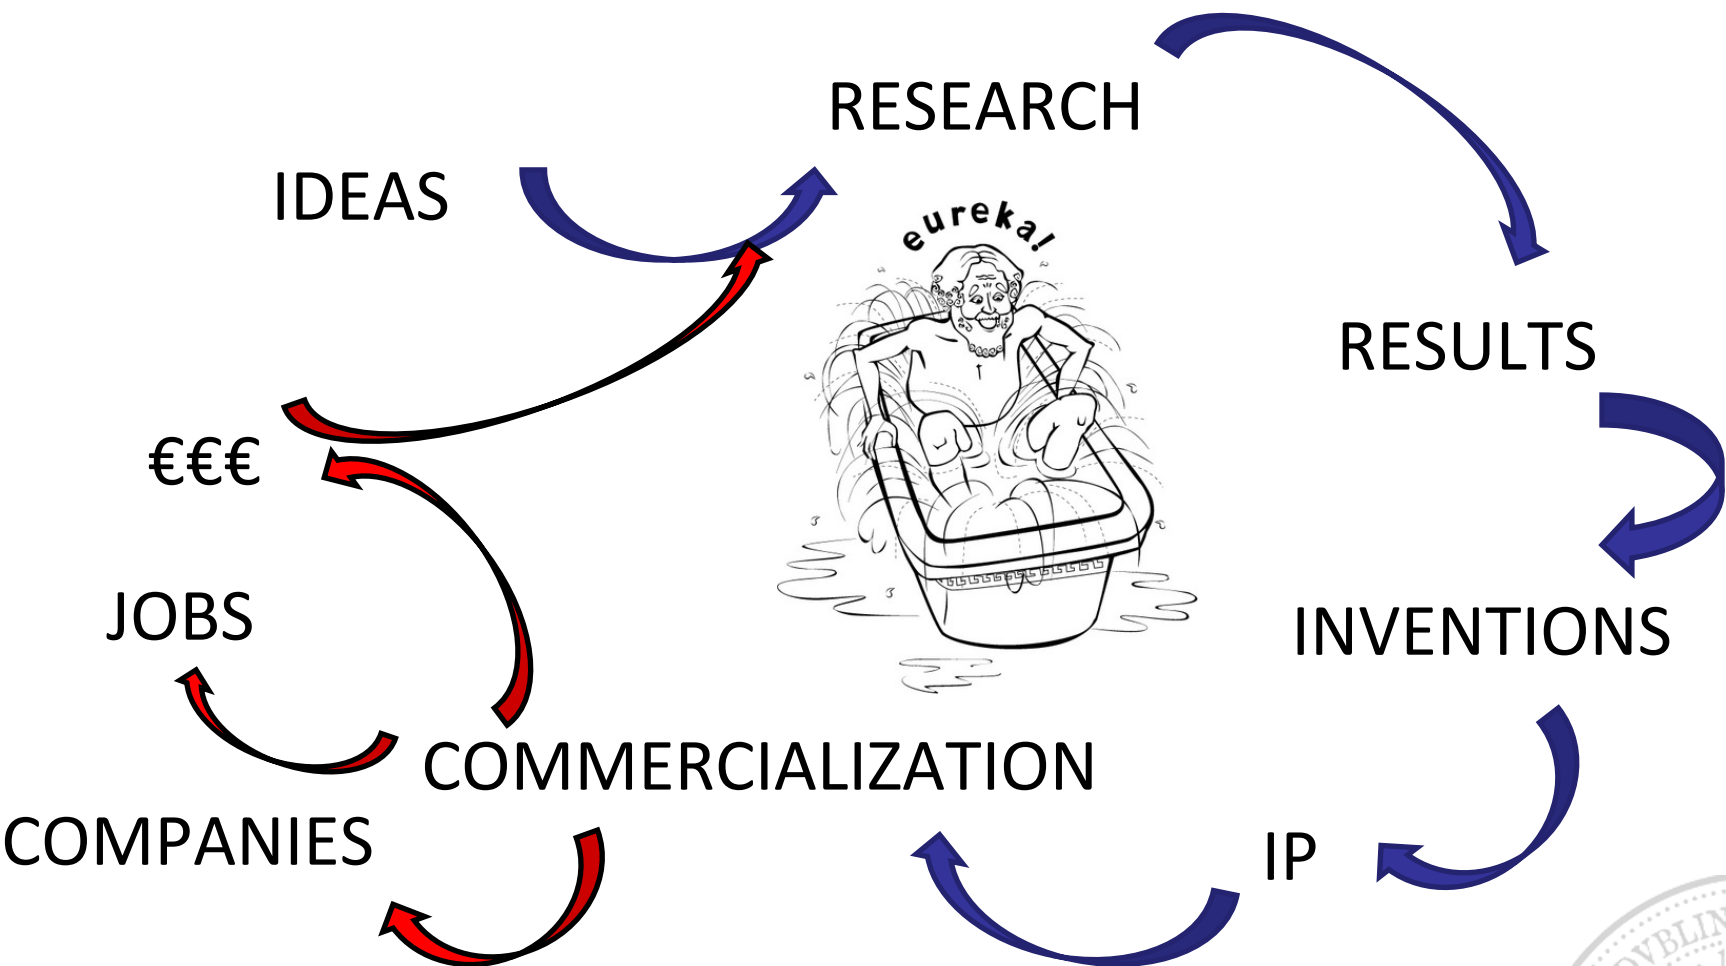 RESEARCH
IDEAS
eureka!
RESULTS
€€€
JOBS
INVENTIONS
COMMERCIALIZATION
COMPANIES
IP